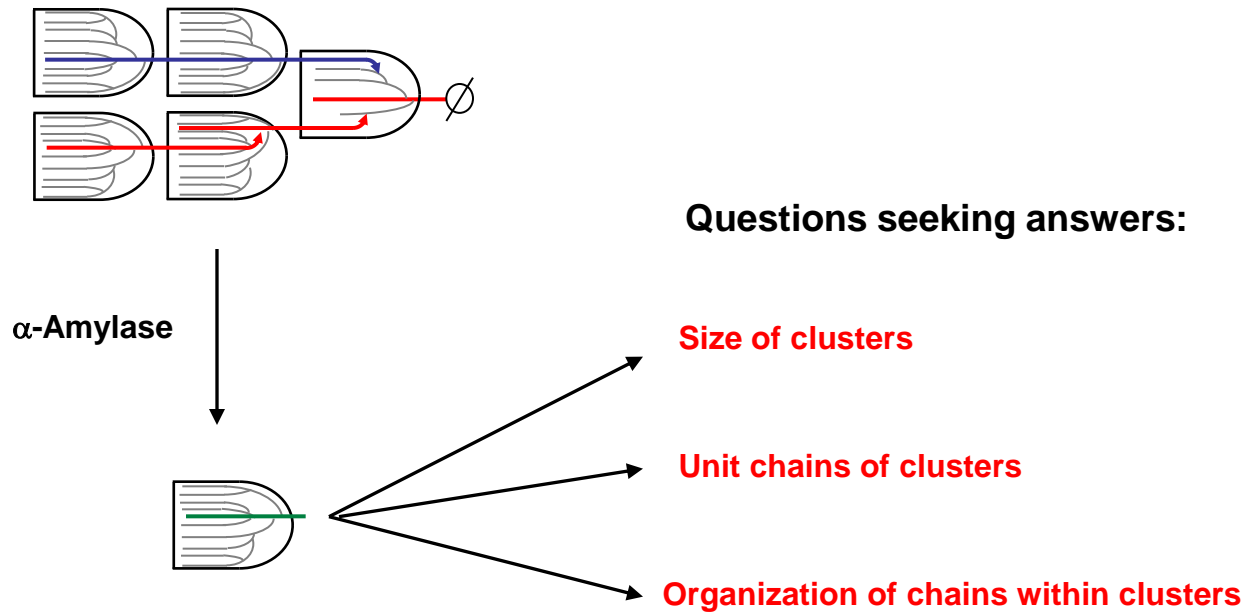 Questions seeking answers:
α-Amylase
Size of clusters
Unit chains of clusters
Organization of chains within clusters